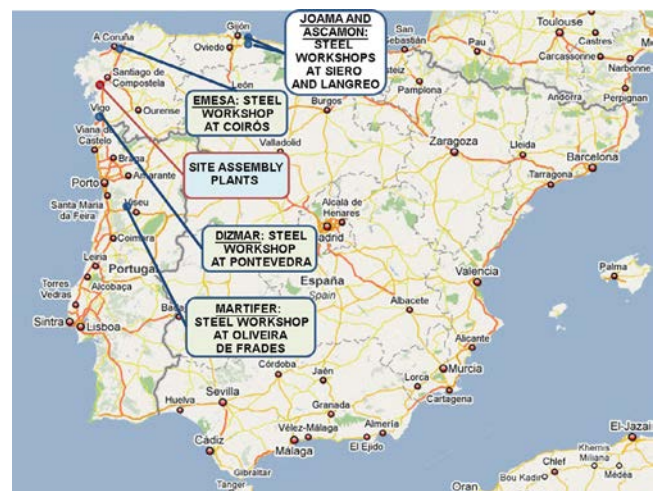 JOAMA AND
ASCAMON:
STEEL
WORKSHOPS
AT SIERO
AND LANGREO
EMESA: STEEL
WORKSHOP
AT COIRÓS
SITE ASSEMBLY
PLANTS
DIZMAR: STEEL
WORKSHOP
AT PONTEVEDRA
MARTIFER:
STEEL WORKSHOP
AT OLIVEIRA
DE FRADES
A Coruña
Gijón
Oviedo
San
Sebastián
Pau
Toulouse
Castres
Carcassonne
Narbonne
Perpignan
Andorra
Santiago de
Compostela
León
Burgos
Pamplona
Ourense
Vigo
Viana do
Castelo
Braga
Amarante
Porto
Santa Maria
da Feira
Viseu
Coimbra
Portugal
Leiria
Alcobaça
Torres
Vedras
Sintra
Lisboa
Valladolid
Zaragoza
Lleida
Barcelona
Tarragona
Alcalá de
Henares
Madrid
España
Spain
Valencia
Palma
Albacete
Alicante
Murcia
Lorca
Cartagena
Córdoba
Jaén
Sevilla
Huelva
Granada
Vélez-Málaga
Almería
El Ejido
Málaga
Cádiz
Gibraltar
Tanger
Oran
El-Jazair
Chlef
Khemis
Miliana
Médéa
Bou Kadir